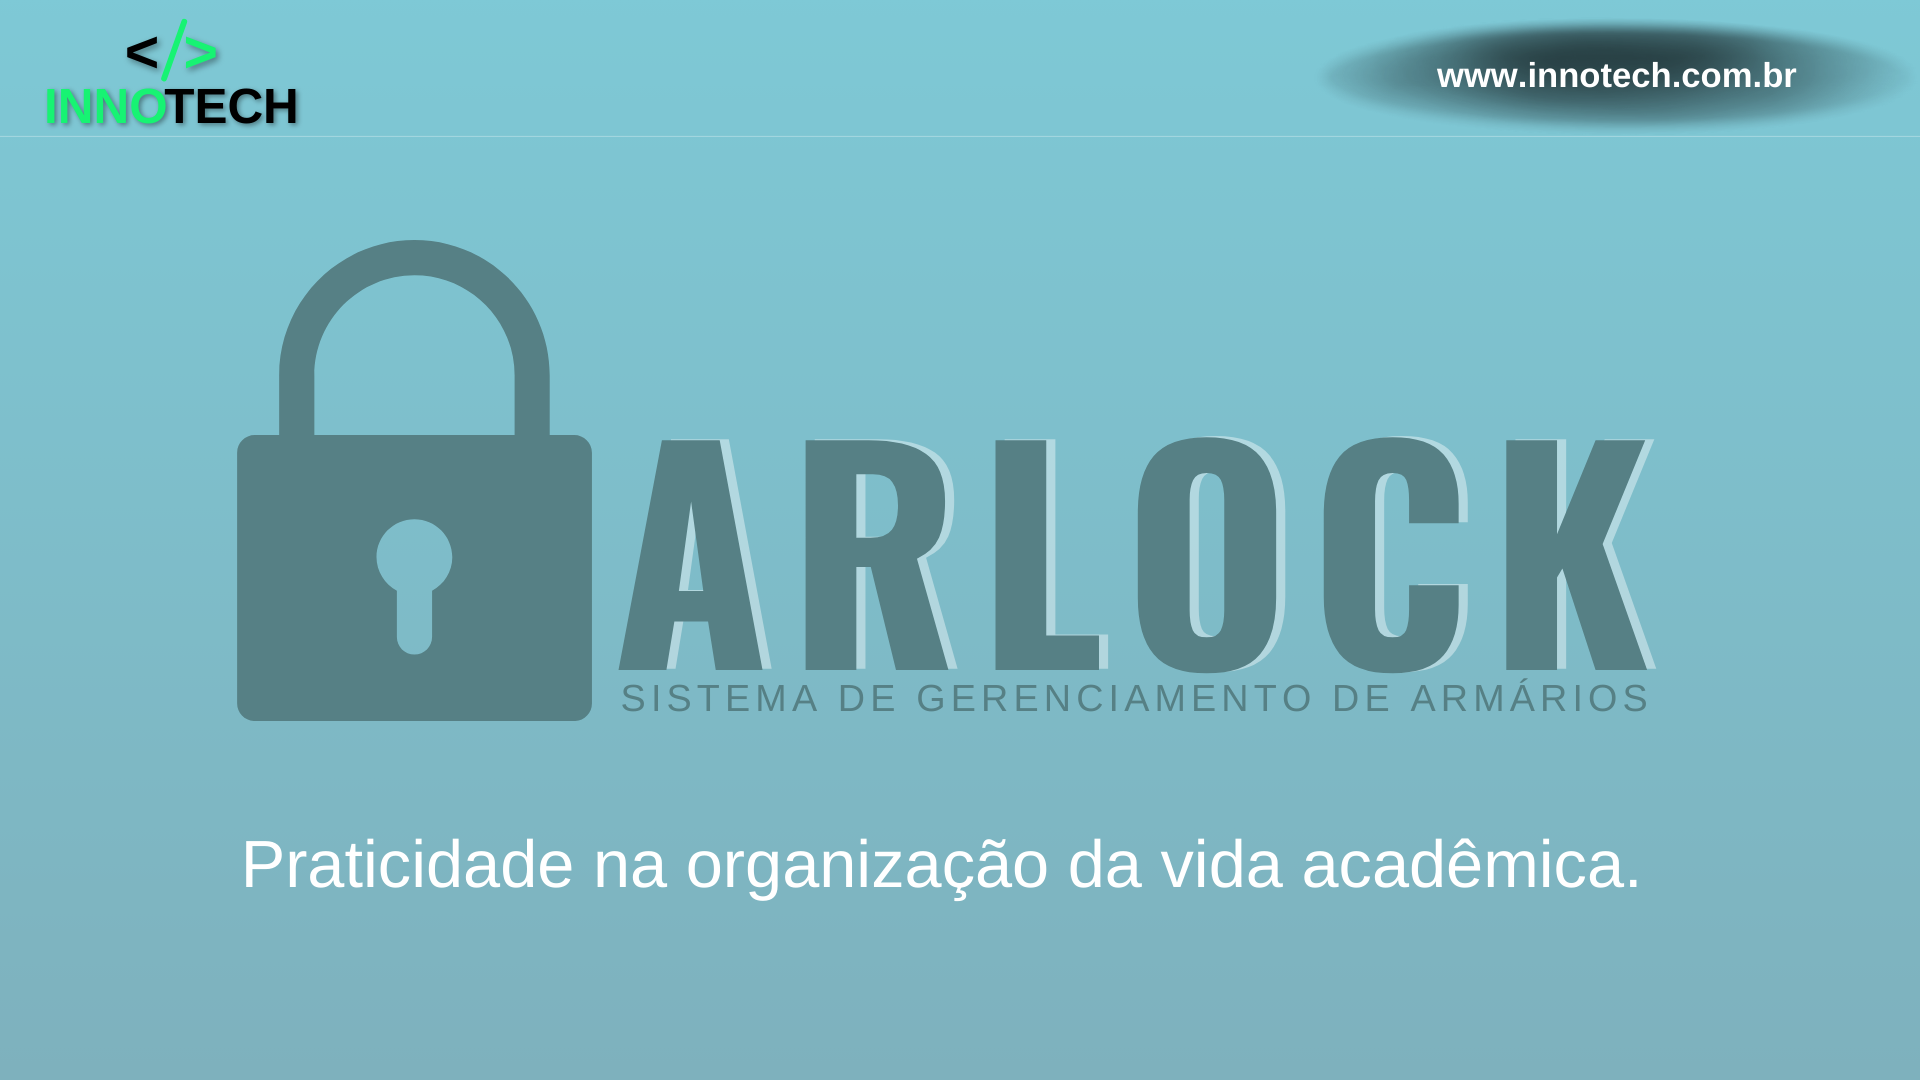 </>
INNOTECH
www.innotech.com.br
ARLOCK
SISTEMA DE GERENCIAMENTO DE ARMÁRIOS
Praticidade na organização da vida acadêmica.